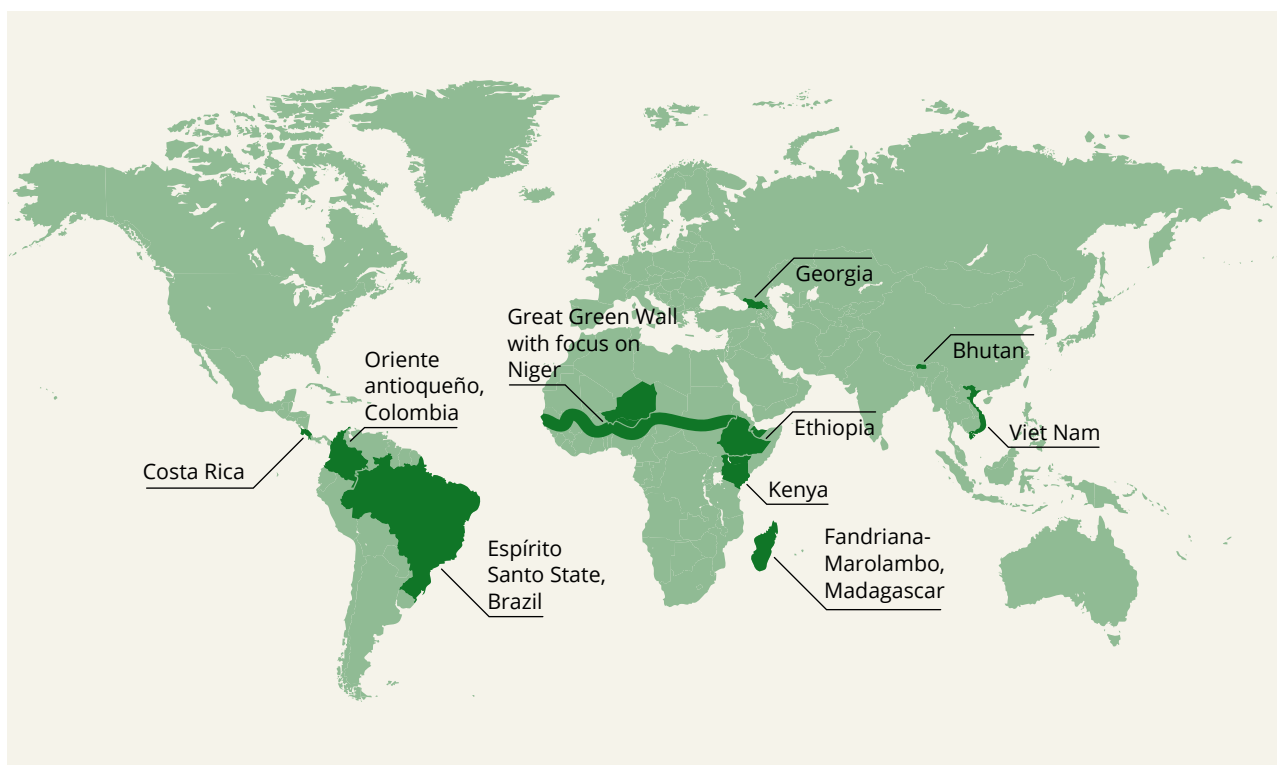 Georgia
Great Green Wall
with focus on
Niger
Bhutan
Oriente
antioqueño,
Colombia
Ethiopia
Viet Nam
Costa Rica
Kenya
Fandriana-
Marolambo,
Madagascar
Espírito
Santo State,
Brazil